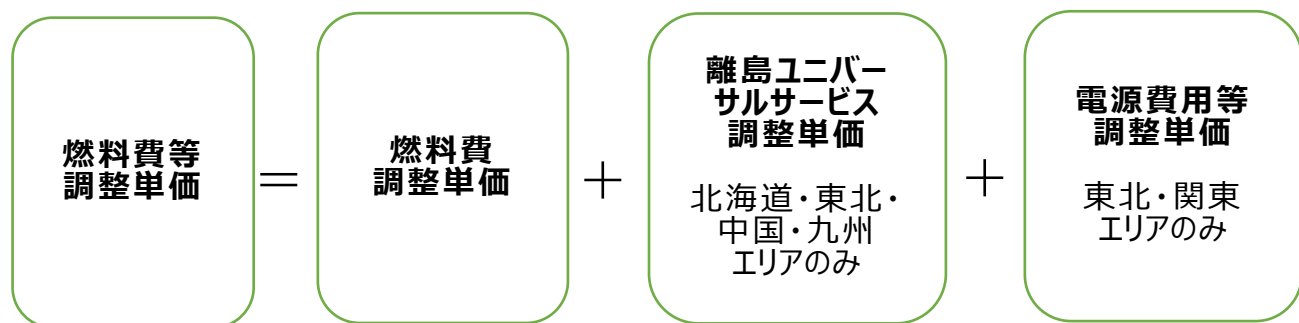 燃料費等
調整単価
＝
燃料費
調整単価
＋
離島ユニバー
サルサービス
調整単価
北海道・東北・
中国・九州
エリアのみ
＋
電源費用等
調整単価
東北・関東
エリアのみ